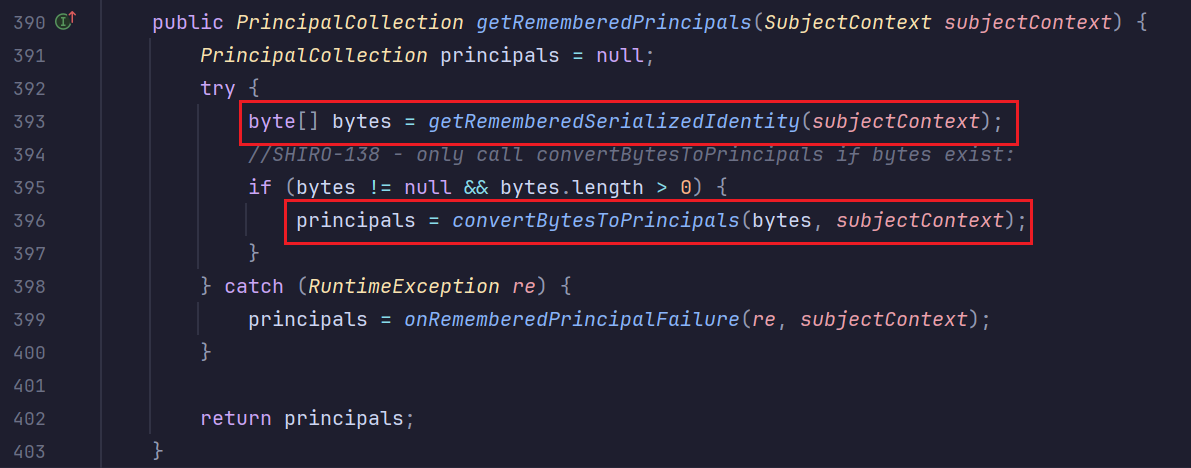 390 public PrincipalCollection getRememberedPrincipals(SubjectContext subjectContext) {
391 PrincipalCollection principals = null;
392 try {
393 byte[] bytes = getRememberedSerializedIdentity(subjectContext);
394 //SHIRO-138 - only call convertBytesToPrincipals if bytes exist:
395 if (bytes != null && bytes.length > 0) {
396 principals = convertBytesToPrincipals(bytes, subjectContext);
397 }
398 } catch (RuntimeException re) {
399 principals = onRememberedPrincipalFailure(re, subjectContext);
400 }
401
402 return principals;
403 }